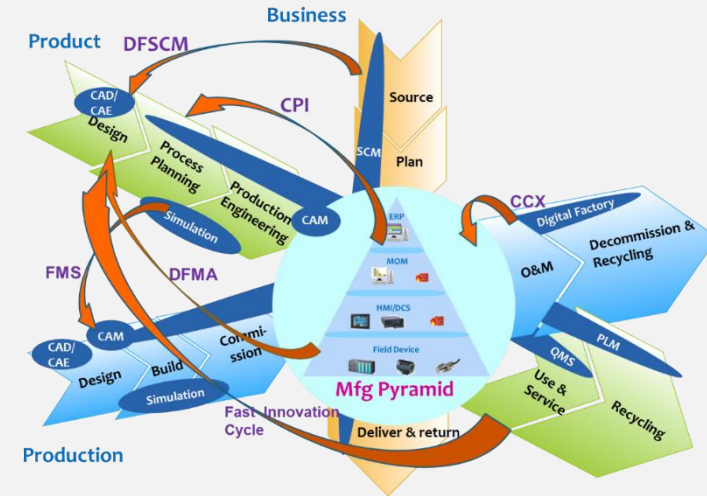 Business
Product
DFSCM
CAD/
CAE
Design
Source
CPI
Process
Planning
SCM
Plan
Production
Engineering
CAM
Simulation
ERP
CCX
Digital Factory
Decommission &
Recycling
O&M
MOM
FMS
DFMA
HMI/DCS
CAM
CAD/
CAE
Commi-
ssion
Build
Design
Field Device
PLM
QMS
Mfg Pyramid
Use &
Service
Simulation
Recycling
Fast Innovation
Cycle
Deliver & return
Production